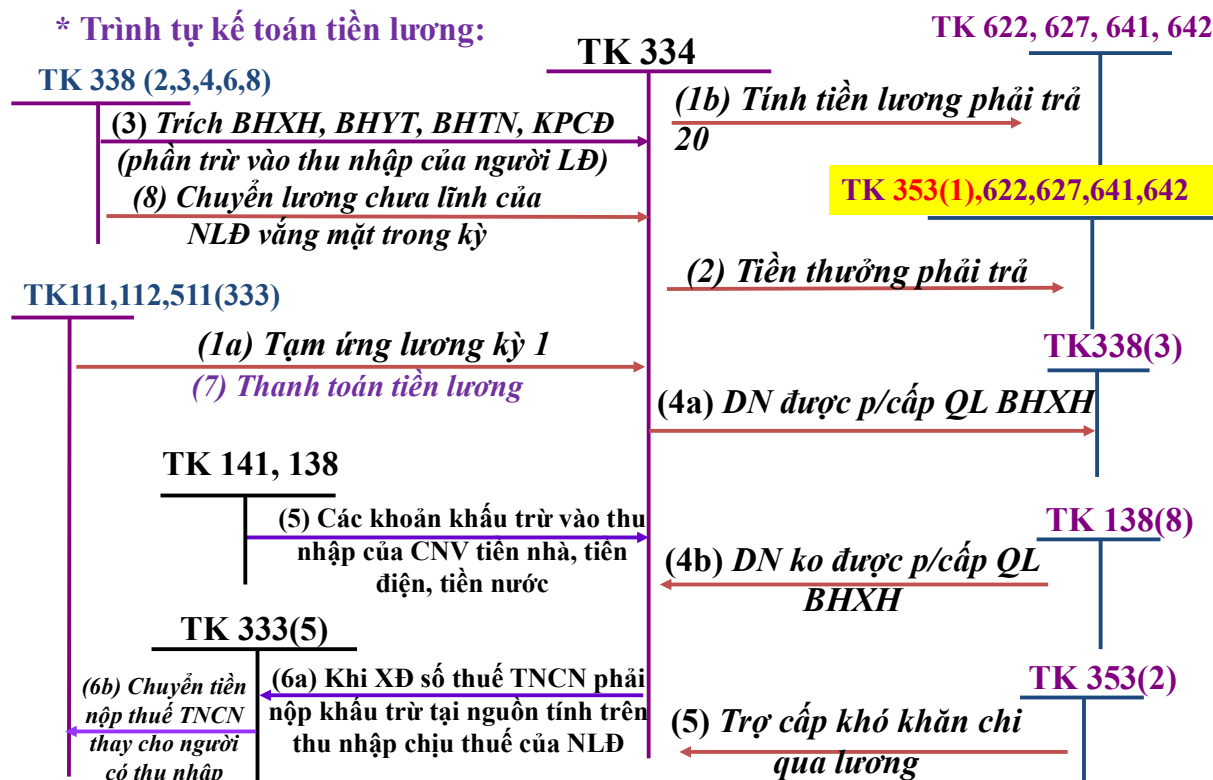 * Trình tự kế toán tiền lương:
TK 334
TK 622, 627, 641, 642
TK 338 (2,3,4,6,8)
(3) Trích BHXH, BHYT, BHTN, KPCĐ
(phần trừ vào thu nhập của người LĐ)
(8) Chuyển lương chưa lĩnh của
NLĐ vắng mặt trong kỳ
(1b) Tính tiền lương phải trả
20
TK 353(1),622,627,641,642
(2) Tiền thưởng phải trả
TK111,112,511(333)
(1a) Tạm ứng lương kỳ 1
(7) Thanh toán tiền lương
TK338(3)
(4a) DN được p/cấp QL BHXH
TK 141, 138
(5) Các khoản khấu trừ vào thu
nhập của CNV tiền nhà, tiền
điện, tiền nước
TK 138(8)
(4b) DN ko được p/cấp QL
BHXH
TK 333(5)
(6a) Khi XĐ số thuế TNCN phải
nộp khấu trừ tại nguồn tính trên
thu nhập chịu thuế của NLĐ
(6b) Chuyển tiền
nộp thuế TNCN
thay cho người
có thu nhập
TK 353(2)
(5) Trợ cấp khó khăn chi
qua lương